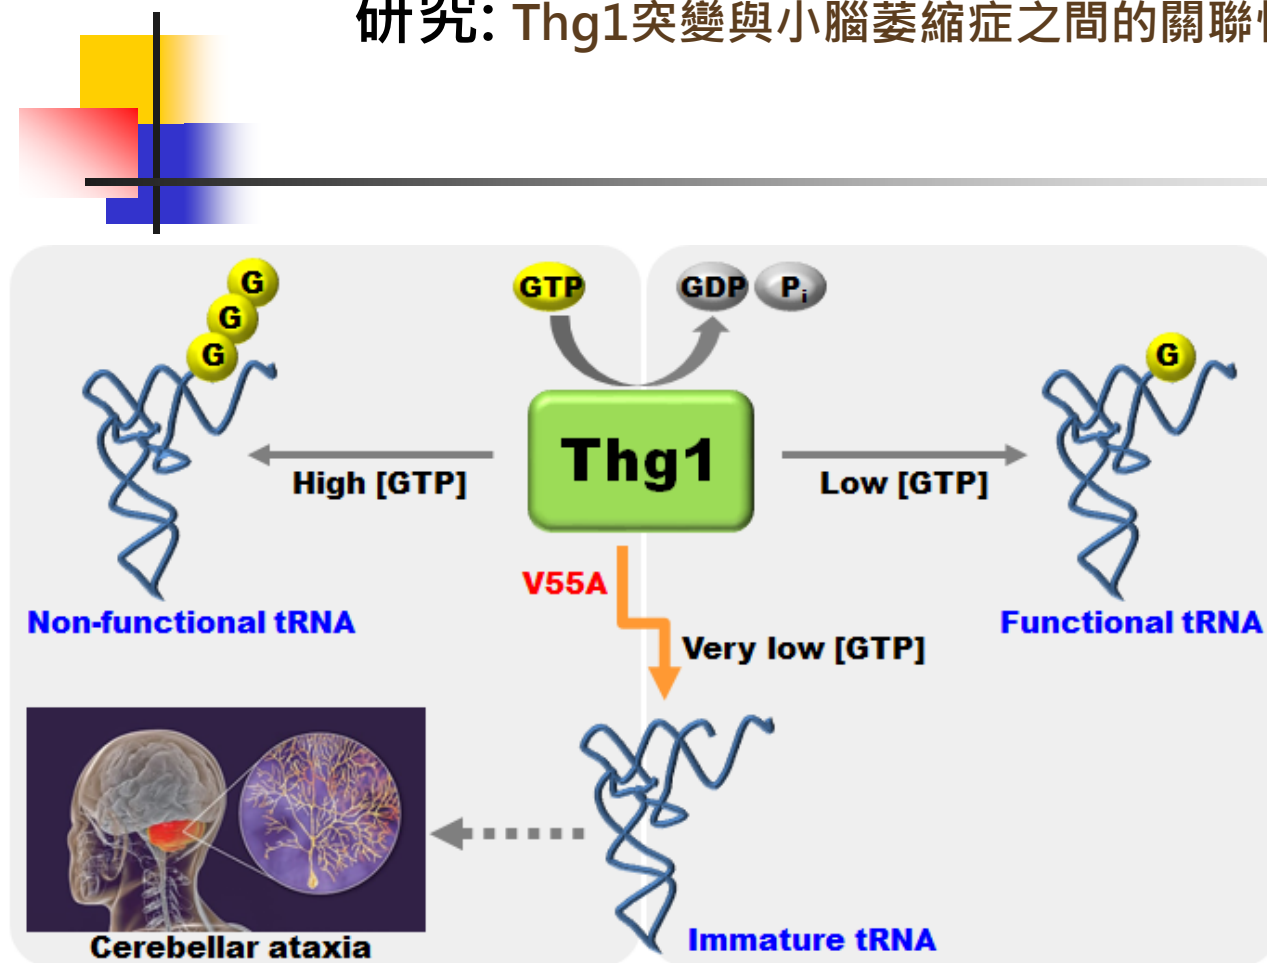 研究: Thg1突變與小腦萎縮症之間的關聯
G
G
G
GTP
GDP
Pi
G
Thg1
High [GTP]
Low [GTP]
V55A
Non-functional tRNA
Functional tRNA
Very low [GTP]
Cerebellar ataxia
Immature tRNA